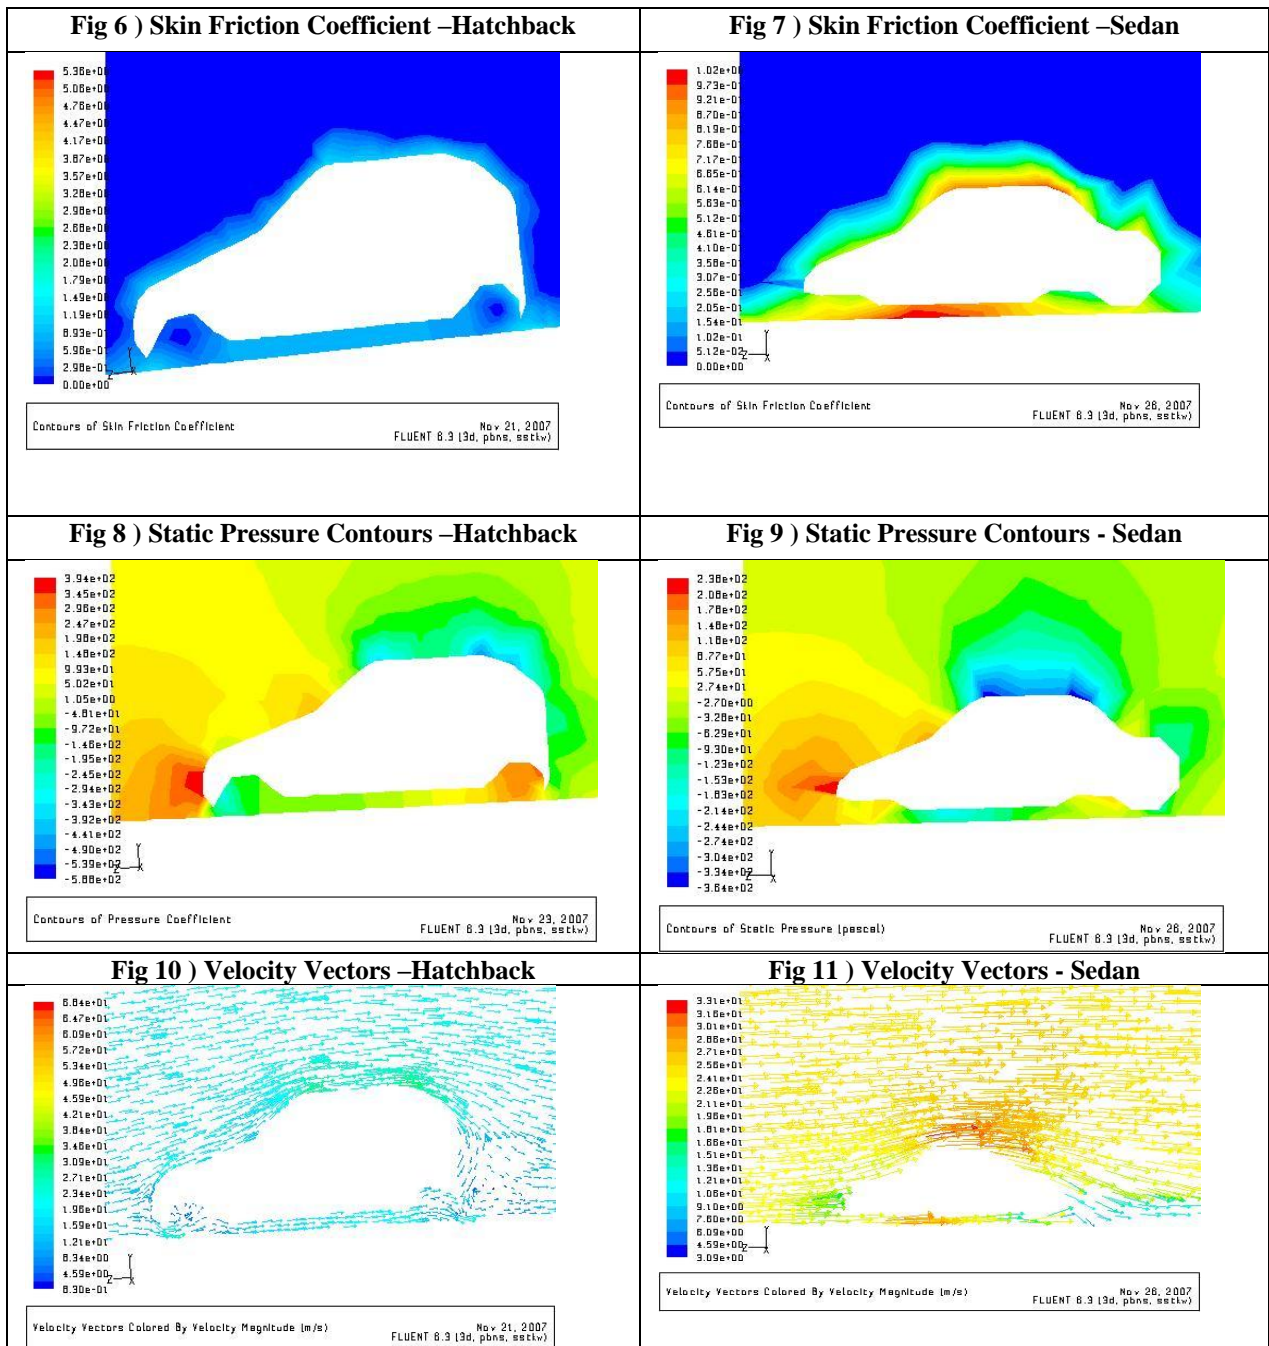 Fig 6 ) Skin Friction Coefficient –Hatchback
5.36e+00
5.06e+00
4.76e+00
4.47e+00
4.17e+00
3.87e+00
3.57e+00
3.28e+00
2.98e+00
2.68e+00
2.38e+00
2.08e+00
1.79e+00
1.49e+00
1.19e+00
8.93e-01
5.96e-01
2.98e-01
0.00e+00
Y
Z
X
Contours of Skin Friction Coefficient
Nov 21, 2007
FLUENT 6.3 (3d, pbns, sstkw)
Fig 7 ) Skin Friction Coefficient –Sedan
1.02e+00
9.73e-01
9.21e-01
8.70e-01
8.19e-01
7.68e-01
7.17e-01
6.65e-01
6.14e-01
5.63e-01
5.12e-01
4.61e-01
4.10e-01
3.58e-01
3.07e-01
2.56e-01
2.05e-01
1.54e-01
1.02e-01
5.12e-02
0.00e+00
Y
Z
X
Contours of Skin Friction Coefficient
Nov 26, 2007
FLUENT 6.3 (3d, pbns, sstkw)
Fig 8 ) Static Pressure Contours –Hatchback
3.94e+02
3.45e+02
2.96e+02
2.47e+02
1.98e+02
1.48e+02
9.93e+01
5.02e+01
1.05e+00
-4.81e+01
-9.72e+01
-1.46e+02
-1.95e+02
-2.45e+02
-2.94e+02
-3.43e+02
-3.92e+02
-4.41e+02
-4.90e+02
-5.39e+02
-5.88e+02
Y
Z
X
Contours of Pressure Coefficient
Nov 23, 2007
FLUENT 6.3 (3d, pbns, sstkw)
Fig 9 ) Static Pressure Contours - Sedan
2.38e+02
2.08e+02
1.78e+02
1.48e+02
1.18e+02
8.77e+01
5.75e+01
2.74e+01
-2.70e+00
-3.28e+01
-6.29e+01
-9.30e+01
-1.23e+02
-1.53e+02
-1.83e+02
-2.14e+02
-2.44e+02
-2.74e+02
-3.04e+02
-3.34e+02
-3.64e+02
Y
Z
X
Contours of Static Pressure (pascal)
Nov 26, 2007
FLUENT 6.3 (3d, pbns, sstkw)
Fig 10 ) Velocity Vectors –Hatchback
6.84e+01
6.47e+01
6.09e+01
5.72e+01
5.34e+01
4.96e+01
4.59e+01
4.21e+01
3.84e+01
3.46e+01
3.09e+01
2.71e+01
2.34e+01
1.96e+01
1.59e+01
1.21e+01
8.34e+00
4.59e+00
8.30e-01
Y
Z
X
Velocity Vectors Colored By Velocity Magnitude (m/s)
Nov 21, 2007
FLUENT 6.3 (3d, pbns, sstkw)
Fig 11 ) Velocity Vectors - Sedan
3.31e+01
3.16e+01
3.01e+01
2.86e+01
2.71e+01
2.56e+01
2.41e+01
2.26e+01
2.11e+01
1.96e+01
1.81e+01
1.66e+01
1.51e+01
1.36e+01
1.21e+01
1.06e+01
9.10e+00
7.60e+00
6.09e+00
4.59e+00
3.09e+00
Y
Z
X
Velocity Vectors Colored By Velocity Magnitude (m/s)
Nov 26, 2007
FLUENT 6.3 (3d, pbns, sstkw)